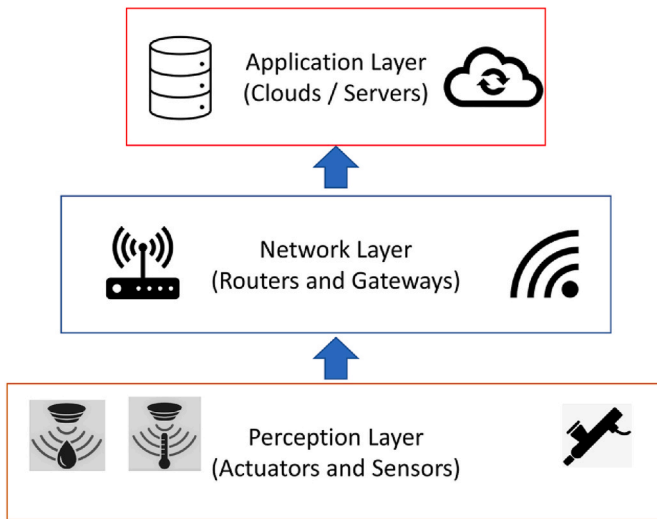 Application Layer
(Clouds / Servers)
Network Layer
(Routers and Gateways)
Perception Layer
(Actuators and Sensors)